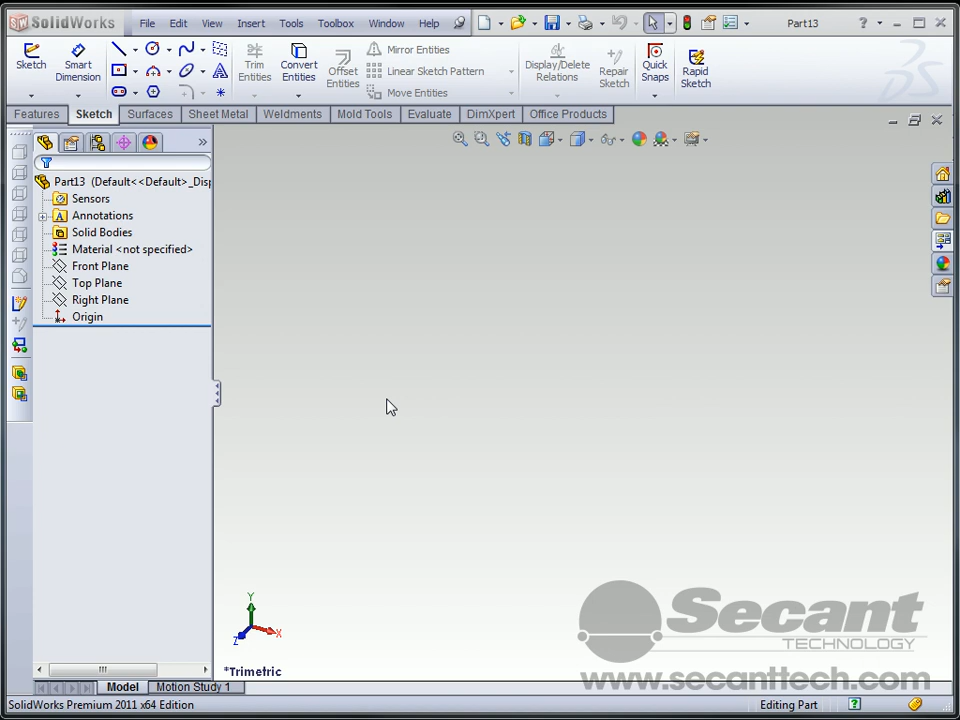 SolidWorks
File Edit View Insert Tools Toolbox Window Help
Part13
Sketch
Smart Dimension
Trim Entities
Convert Entities
Offset Entities
Mirror Entities
Linear Sketch Pattern
Move Entities
Display/Delete Relations
Repair Sketch
Quick Snaps
Rapid Sketch
Features Sketch Surfaces Sheet Metal Weldments Mold Tools Evaluate DimXpert Office Products
Part13 (Default<<Default>_Disp
Sensors
Annotations
Solid Bodies
Material <not specified>
Front Plane
Top Plane
Right Plane
Origin
Y
X
Z
*Trimetric
Secant
TECHNOLOGY
www.secanttech.com
Model Motion Study 1
SolidWorks Premium 2011 x64 Edition
Editing Part